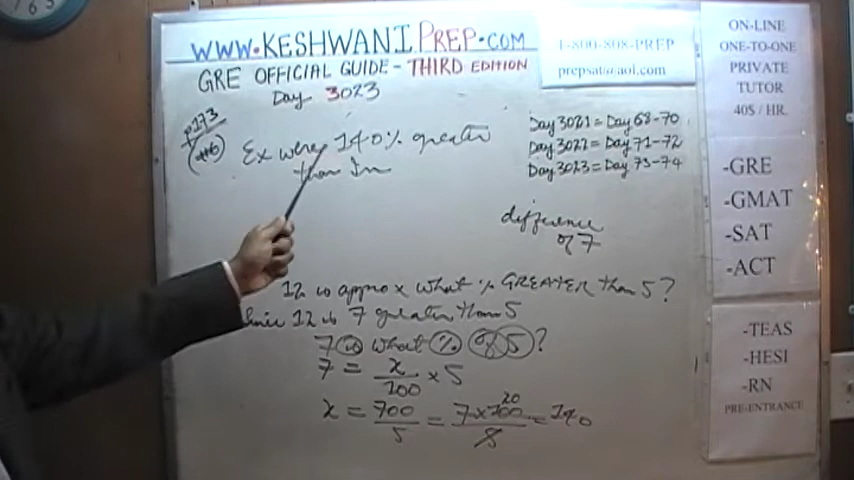 WWW.KESHWANIPREP.COM
GRE OFFICIAL GUIDE - THIRD EDITION
Day 3023
1-800-808-PREP
prepsat@aol.com
ON-LINE
ONE-TO-ONE
PRIVATE
TUTOR
40$ / HR.
p173
#6
Ex were 140% greater
than Im
Day 3021 = Day 68-70
Day 3022 = Day 71-72
Day 3023 = Day 73-74
difference
of 7
12 is approx what % GREATER than 5?
12 is 7 greater than 5
7 is what % of 5?
7 = x/100 × 5
x = 700/5 = 7×100/5 = 140
20
-GRE
-GMAT
-SAT
-ACT
-TEAS
-HESI
-RN
PRE-ENTRANCE